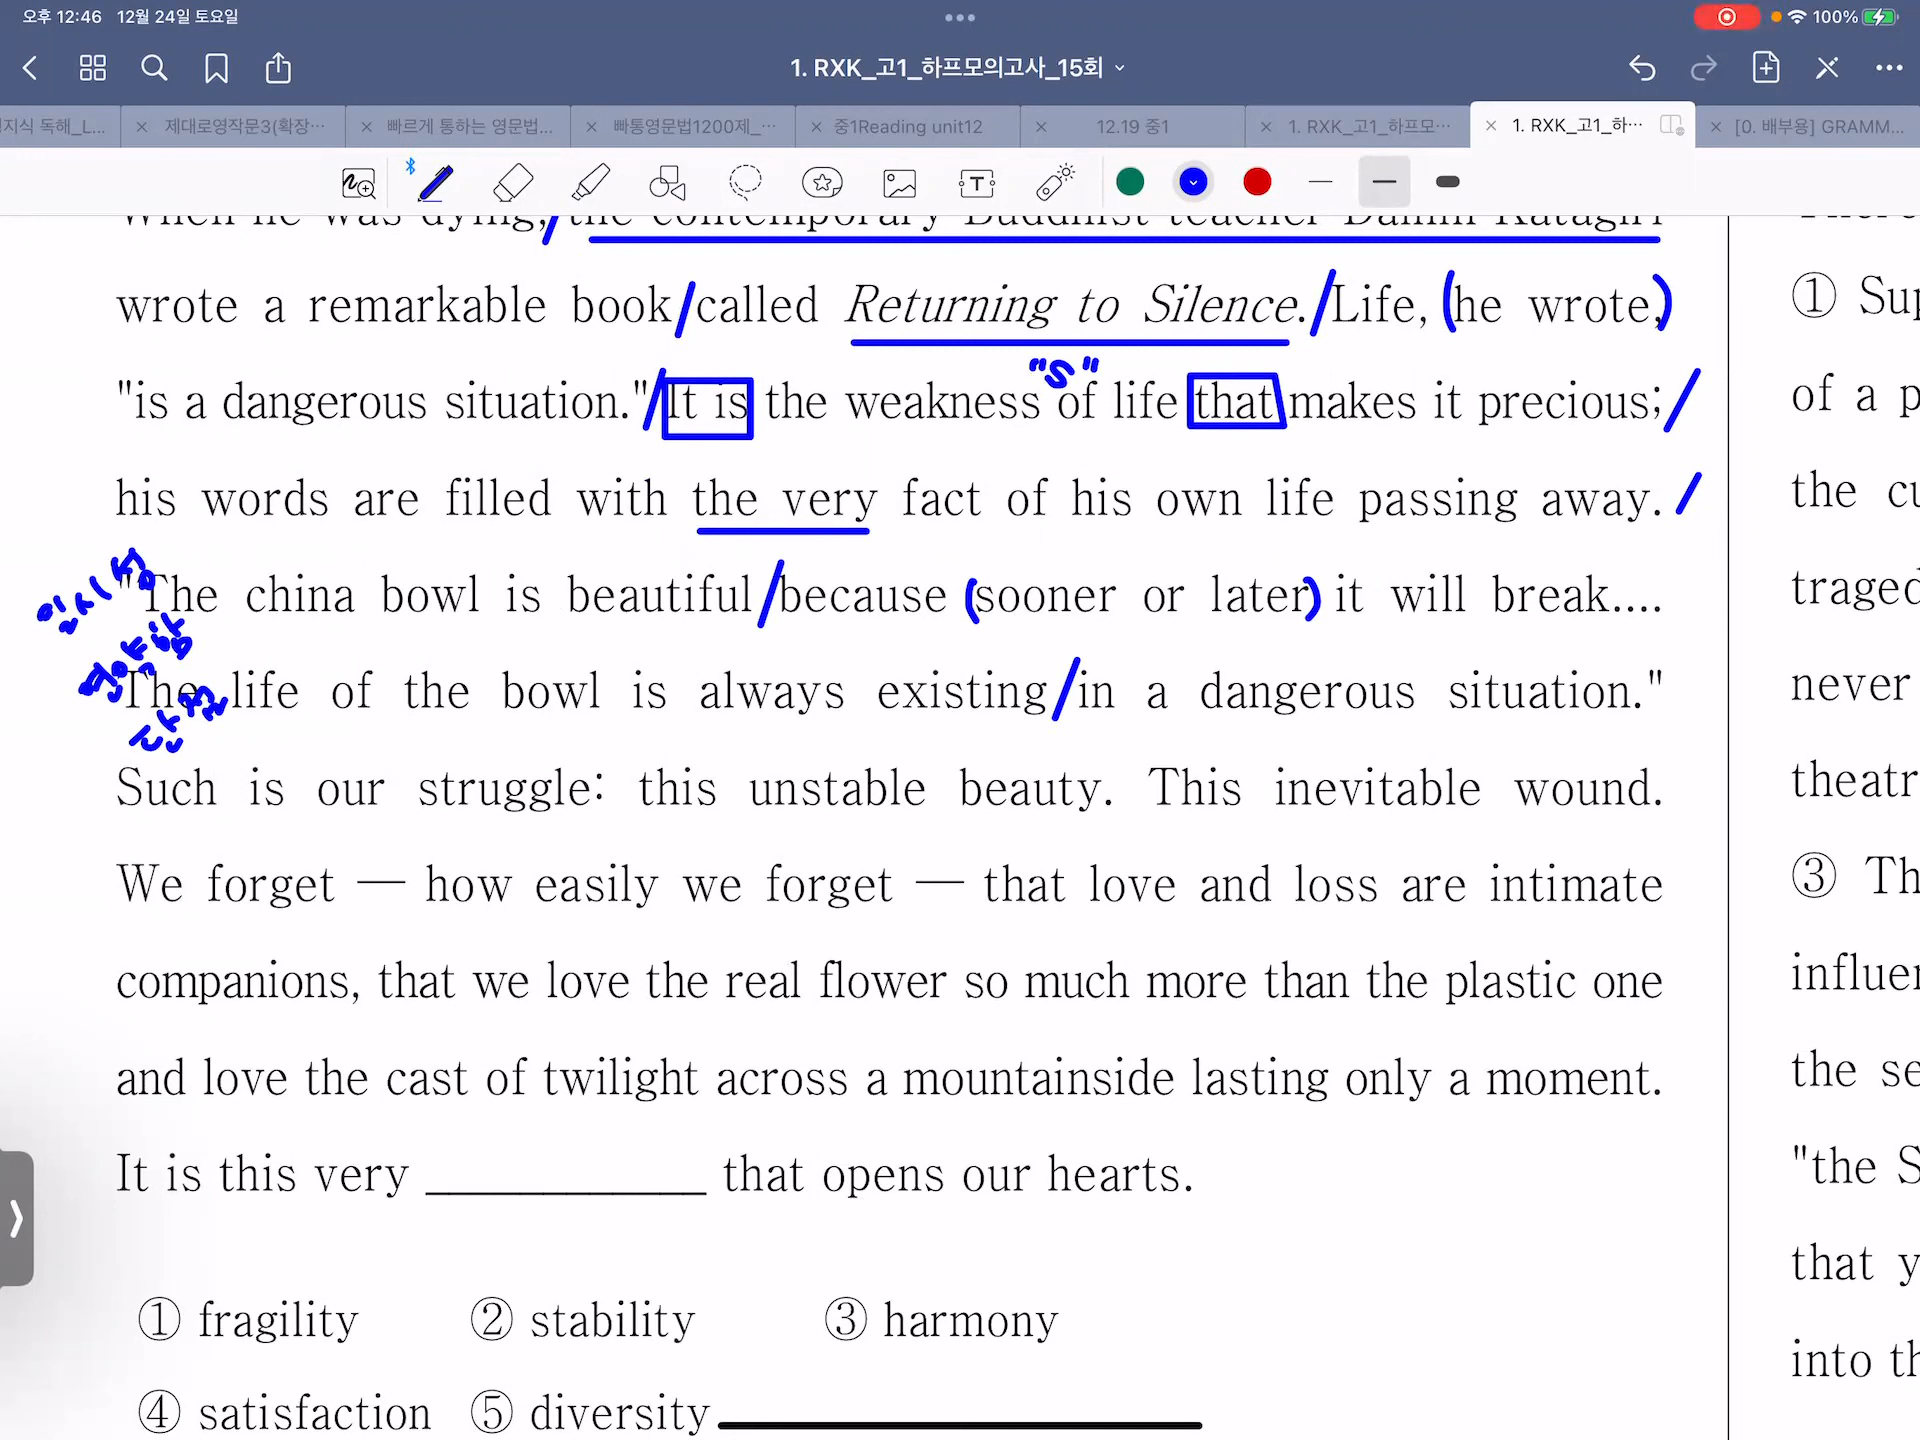 오후 12:46 12월 24일 토요일
100%
1. RXK_고1_하프모의고사_15회
지식 독해_L...
제대로영작문3(확장···
빠르게 통하는 영문법...
빠통영문법1200제_···
중1Reading unit12
12.19 중1
1. RXK_고1_하프모···
1. RXK_고1_하···
[0. 배부용] GRAMM...
When he was dying, the contemporary Buddhist teacher Dainin Katagiri
wrote a remarkable book called Returning to Silence. Life, (he wrote,)
"S"
"is a dangerous situation." It is the weakness of life that makes it precious;
his words are filled with the very fact of his own life passing away.
"The china bowl is beautiful because (sooner or later) it will break....
The life of the bowl is always existing in a dangerous situation."
Such is our struggle: this unstable beauty. This inevitable wound.
We forget — how easily we forget — that love and loss are intimate
companions, that we love the real flower so much more than the plastic one
and love the cast of twilight across a mountainside lasting only a moment.
It is this very ___________ that opens our hearts.
① fragility ② stability ③ harmony
④ satisfaction ⑤ diversity
① Sup
of a p
the cu
traged
never
theatr
③ Th
influen
the se
"the S
that y
into th